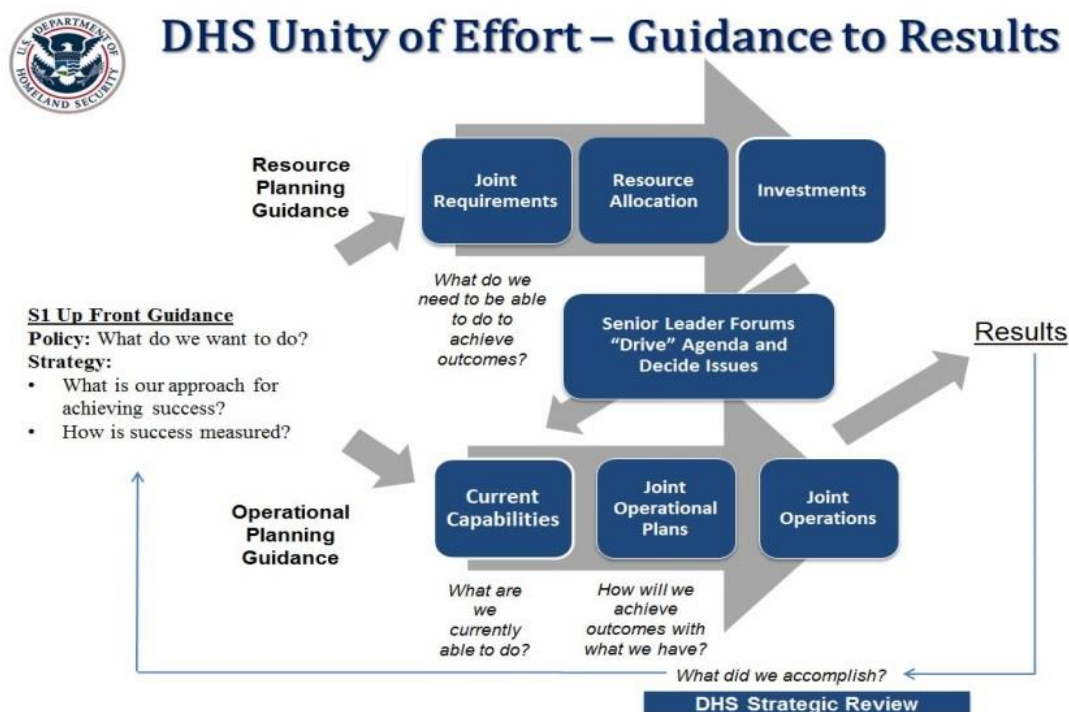 U.S. DEPARTMENT OF
HOMELAND SECURITY
DHS Unity of Effort – Guidance to Results
Resource
Planning
Guidance
Joint
Requirements
Resource
Allocation
Investments
What do we
need to be able
to do to
achieve
outcomes?
Senior Leader Forums
"Drive" Agenda and
Decide Issues
Results
S1 Up Front Guidance
Policy: What do we want to do?
Strategy:
• What is our approach for
achieving success?
• How is success measured?
Operational
Planning
Guidance
Current
Capabilities
Joint
Operational
Plans
Joint
Operations
What are
we
currently
able to do?
How will we
achieve
outcomes with
what we have?
What did we accomplish?
DHS Strategic Review